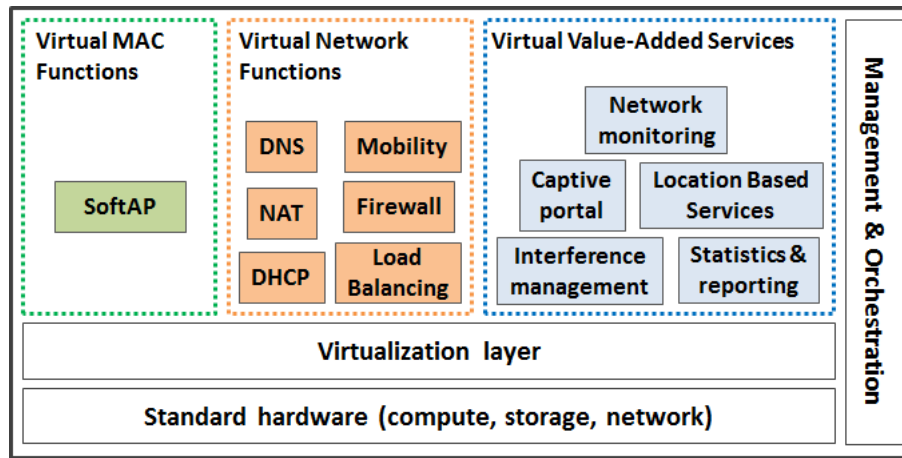 Virtual MAC
Functions
SoftAP
Virtual Network
Functions
DNS
Mobility
NAT
Firewall
DHCP
Load
Balancing
Virtual Value-Added Services
Network
monitoring
Captive
portal
Location Based
Services
Interference
management
Statistics &
reporting
Virtualization layer
Standard hardware (compute, storage, network)
Management & Orchestration